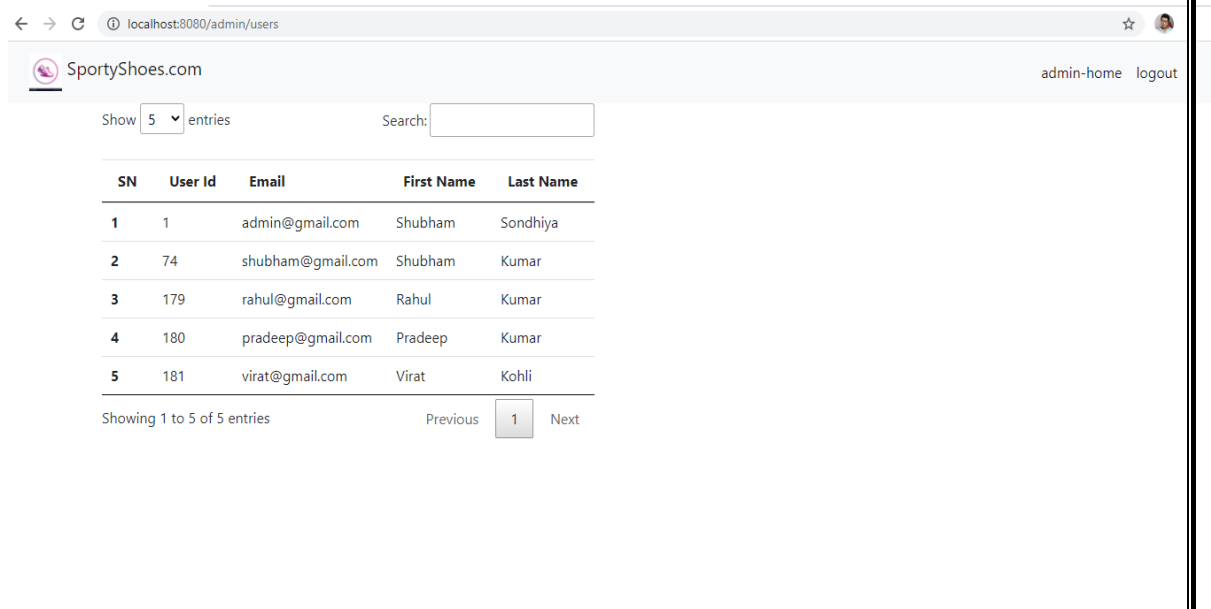 localhost:8080/admin/users
SportyShoes.com admin-home logout
Show 5 entries Search:
SN User Id Email First Name Last Name
1 1 admin@gmail.com Shubham Sondhiya
2 74 shubham@gmail.com Shubham Kumar
3 179 rahul@gmail.com Rahul Kumar
4 180 pradeep@gmail.com Pradeep Kumar
5 181 virat@gmail.com Virat Kohli
Showing 1 to 5 of 5 entries Previous 1 Next